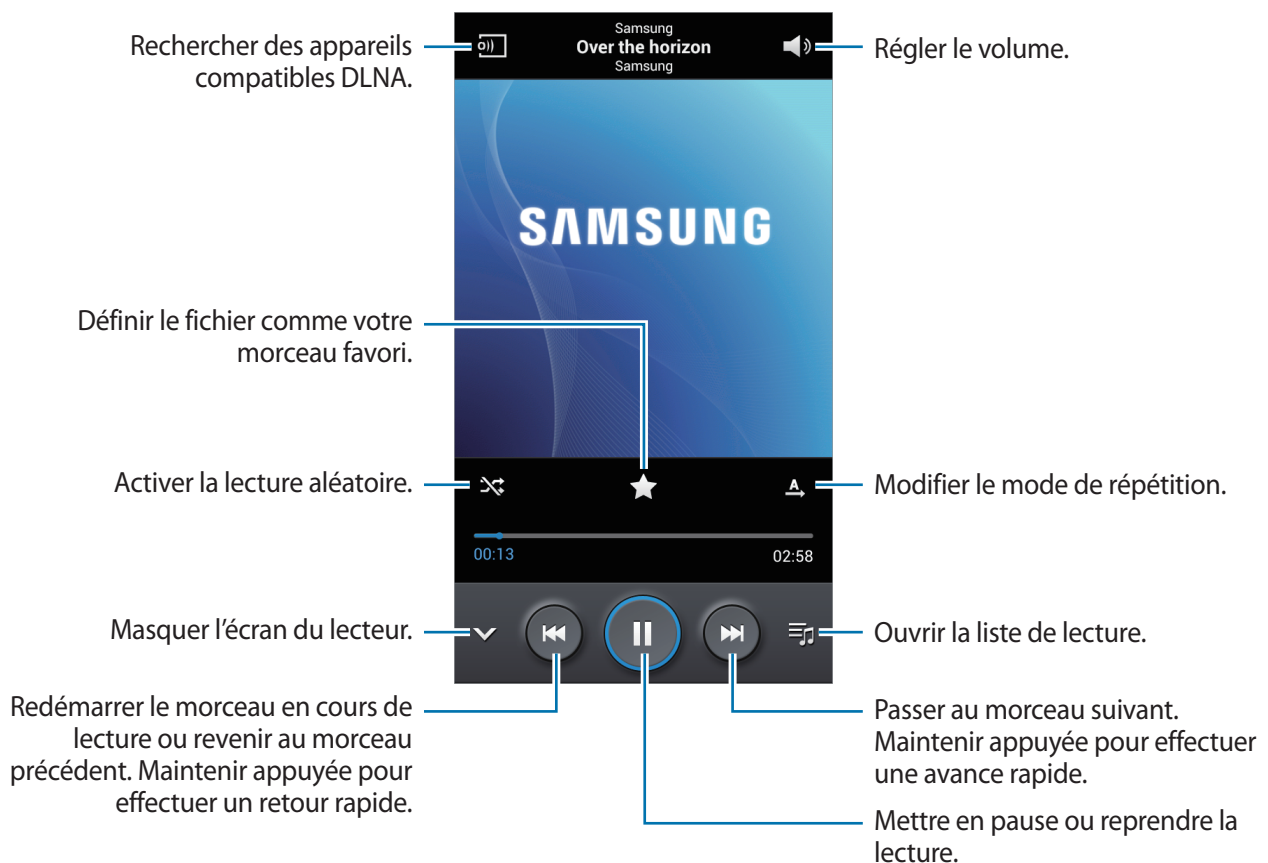 Rechercher des appareils
compatibles DLNA.
Samsung
Over the horizon
Samsung
Régler le volume.
SAMSUNG
Définir le fichier comme votre
morceau favori.
Activer la lecture aléatoire.
A
Modifier le mode de répétition.
00:13
02:58
Masquer l'écran du lecteur.
Ouvrir la liste de lecture.
Redémarrer le morceau en cours de
lecture ou revenir au morceau
précédent. Maintenir appuyée pour
effectuer un retour rapide.
Passer au morceau suivant.
Maintenir appuyée pour effectuer
une avance rapide.
Mettre en pause ou reprendre la
lecture.